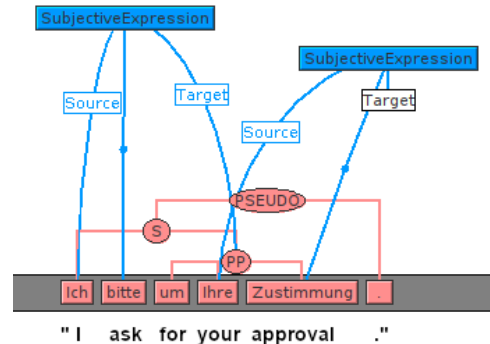 SubjectiveExpression
SubjectiveExpression
Source
Target
Target
Source
PSEUDO
S
PP
Ich bitte um Ihre Zustimmung .
" I ask for your approval ."